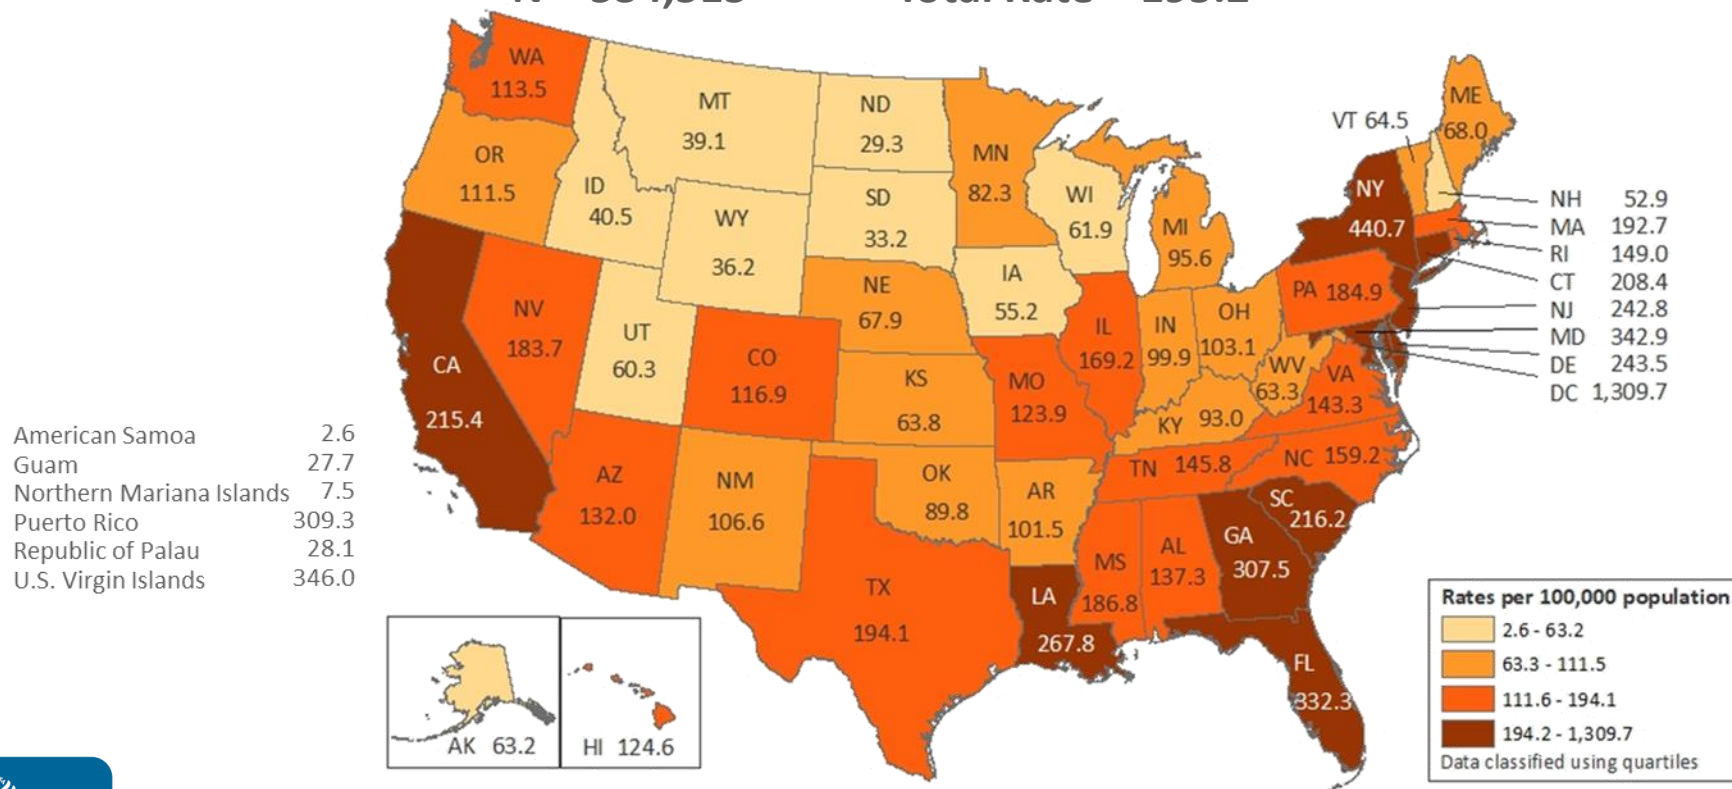 WA
113.5
MT
39.1
ND
29.3
MN
82.3
ME
68.0
VT 64.5
OR
111.5
ID
40.5
WY
36.2
SD
33.2
WI
61.9
MI
95.6
NY
440.7
NH 52.9
MA 192.7
RI 149.0
CT 208.4
NJ 242.8
MD 342.9
DE 243.5
DC 1,309.7
NV
183.7
UT
60.3
NE
67.9
IA
55.2
IL
169.2
IN
99.9
OH
103.1
PA 184.9
CA
215.4
CO
116.9
KS
63.8
MO
123.9
KY 93.0
WV
63.3
VA
143.3
American Samoa 2.6
Guam 27.7
Northern Mariana Islands 7.5
Puerto Rico 309.3
Republic of Palau 28.1
U.S. Virgin Islands 346.0
AZ
132.0
NM
106.6
OK
89.8
AR
101.5
TN 145.8
NC 159.2
SC
216.2
TX
194.1
LA
267.8
MS
186.8
AL
137.3
GA
307.5
FL
332.3
AK 63.2
HI 124.6
Rates per 100,000 population
2.6 - 63.2
63.3 - 111.5
111.6 - 194.1
194.2 - 1,309.7
Data classified using quartiles